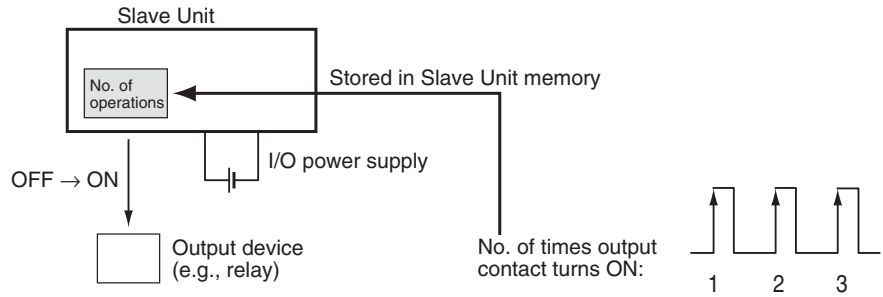 Slave Unit
No. of
operations
Stored in Slave Unit memory
I/O power supply
OFF → ON
Output device
(e.g., relay)
No. of times output
contact turns ON:
1 2 3